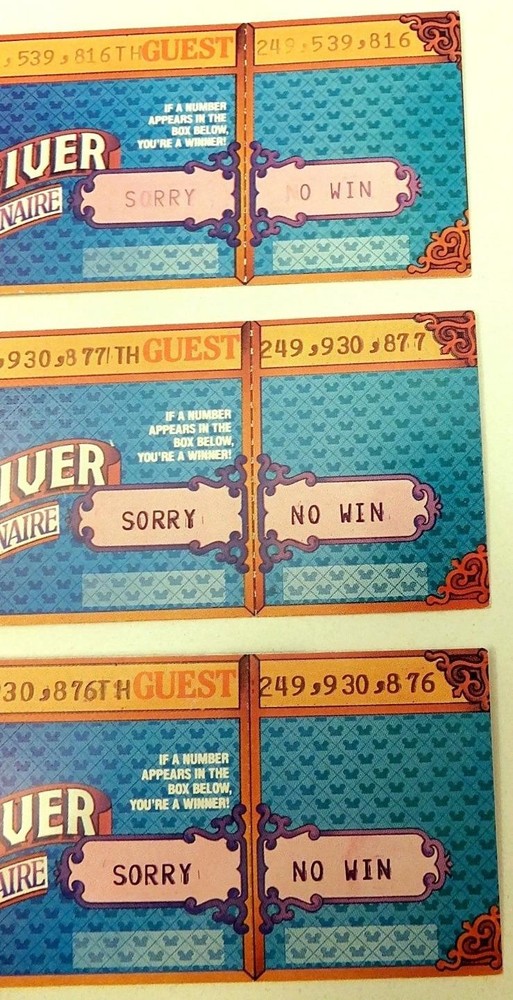 ,539,816TH GUEST 249,539,816
IF A NUMBER
APPEARS IN THE
BOX BELOW,
YOU'RE A WINNER!
IVER
NAIRE
SORRY NO WIN
,930,877TH GUEST 249,930,877
IF A NUMBER
APPEARS IN THE
BOX BELOW,
YOU'RE A WINNER!
IVER
NAIRE
SORRY NO WIN
30,876TH GUEST 249,930,876
IF A NUMBER
APPEARS IN THE
BOX BELOW,
YOU'RE A WINNER!
VER
AIRE
SORRY NO WIN